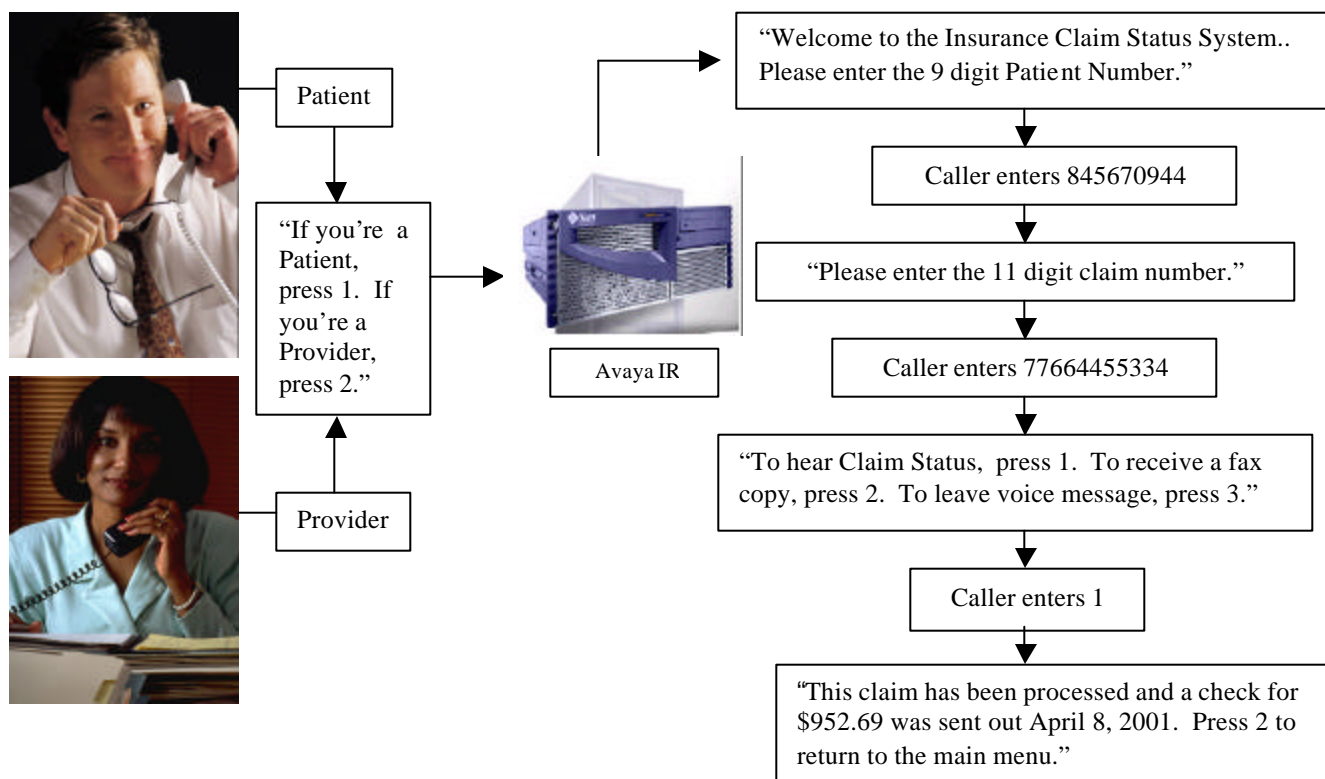 Patient
“If you’re a
Patient,
press 1. If
you’re a
Provider,
press 2.”
Provider
Sun
Avaya IR
“Welcome to the Insurance Claim Status System..
Please enter the 9 digit Patient Number.”
Caller enters 845670944
“Please enter the 11 digit claim number.”
Caller enters 77664455334
“To hear Claim Status, press 1. To receive a fax
copy, press 2. To leave voice message, press 3.”
Caller enters 1
“This claim has been processed and a check for
$952.69 was sent out April 8, 2001. Press 2 to
return to the main menu.”